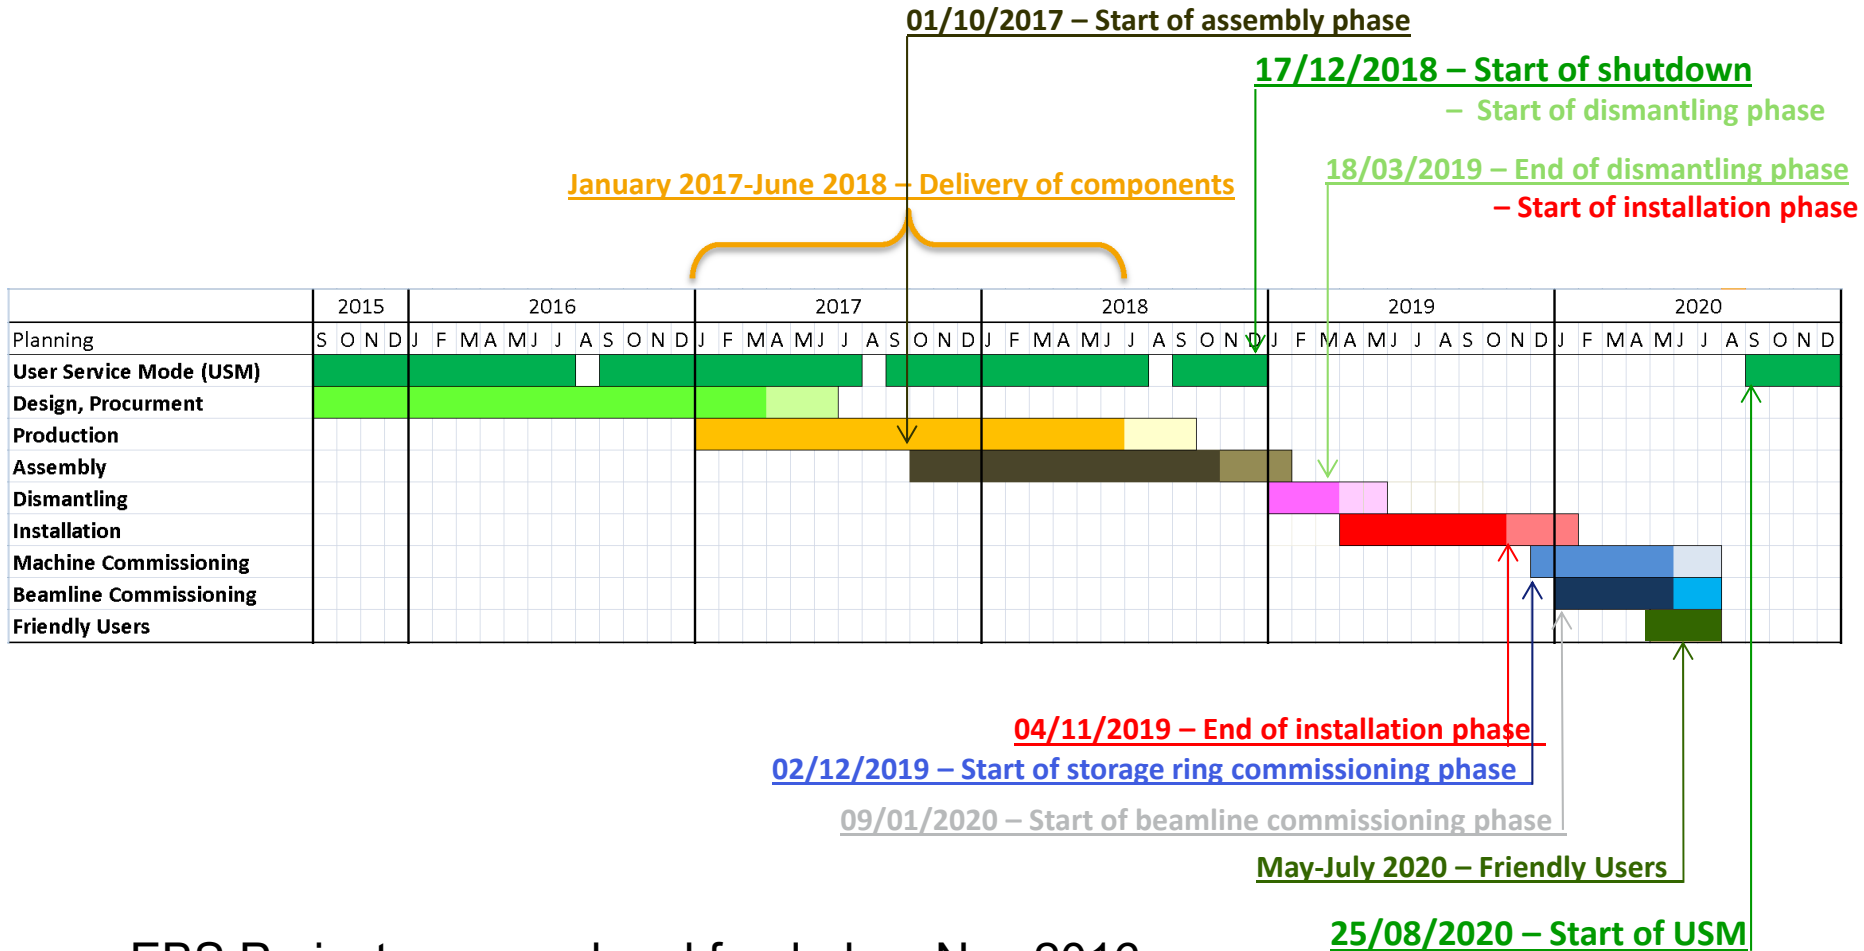 01/10/2017 – Start of assembly phase
17/12/2018 – Start of shutdown
– Start of dismantling phase
January 2017-June 2018 – Delivery of components
18/03/2019 – End of dismantling phase
– Start of installation phase
2015 2016 2017 2018 2019 2020
Planning S O N D J F M A M J J A S O N D J F M A M J J A S O N D J F M A M J J A S O N D J F M A M J J A S O N D J F M A M J J A S O N D
User Service Mode (USM)
Design, Procurment
Production
Assembly
Dismantling
Installation
Machine Commissioning
Beamline Commissioning
Friendly Users
04/11/2019 – End of installation phase
02/12/2019 – Start of storage ring commissioning phase
09/01/2020 – Start of beamline commissioning phase
May-July 2020 – Friendly Users
25/08/2020 – Start of USM